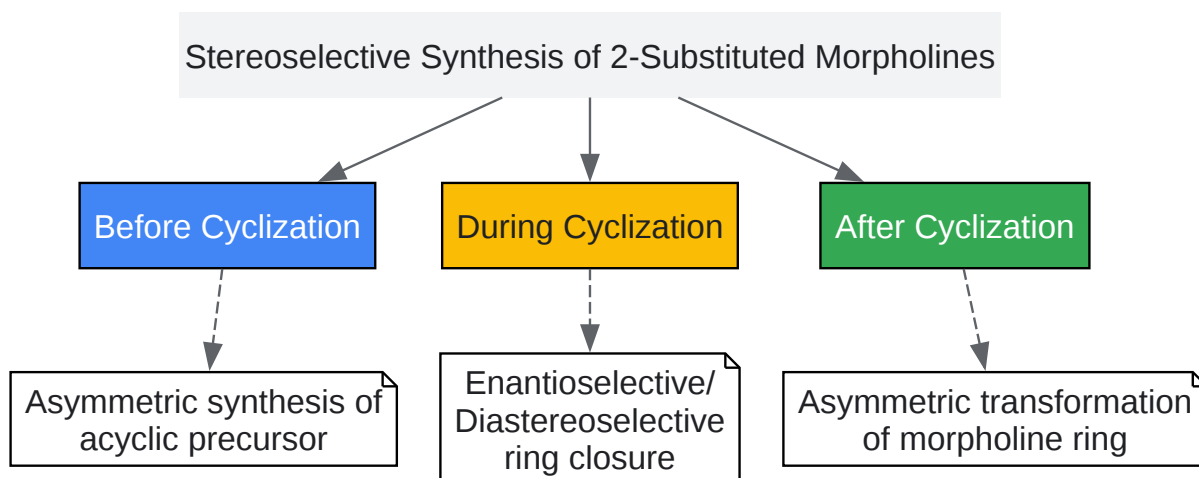 Stereoselective Synthesis of 2-Substituted Morpholines
Before Cyclization
During Cyclization
After Cyclization
Asymmetric synthesis of
acyclic precursor
Enantioselective/
Diastereoselective
ring closure
Asymmetric transformation
of morpholine ring